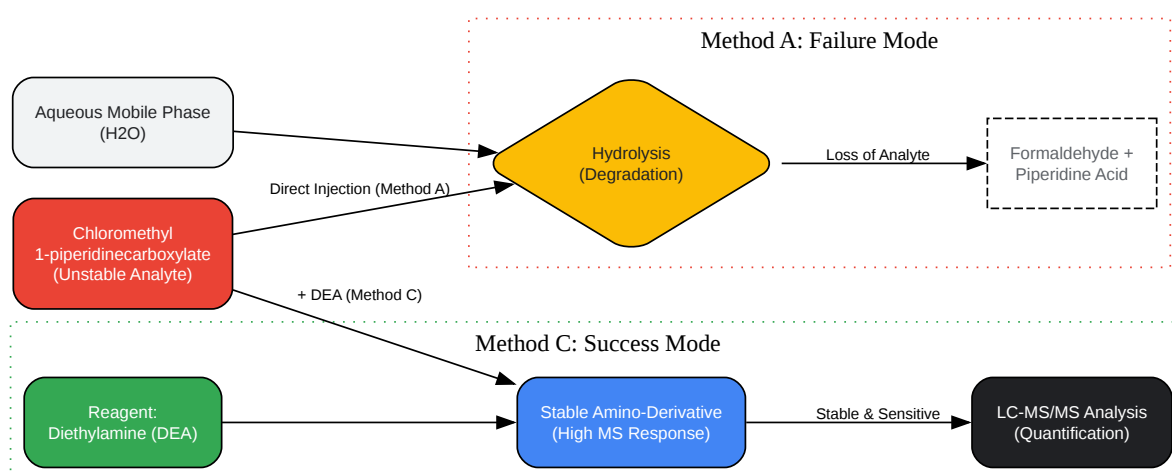 Method A: Failure Mode
Aqueous Mobile Phase
(H2O)
Hydrolysis
(Degradation)
Loss of Analyte
Formaldehyde +
Piperidine Acid
Direct Injection (Method A)
Chloromethyl
1-piperidinecarboxylate
(Unstable Analyte)
+ DEA (Method C)
Method C: Success Mode
Reagent:
Diethylamine (DEA)
Stable Amino-Derivative
(High MS Response)
Stable & Sensitive
LC-MS/MS Analysis
(Quantification)